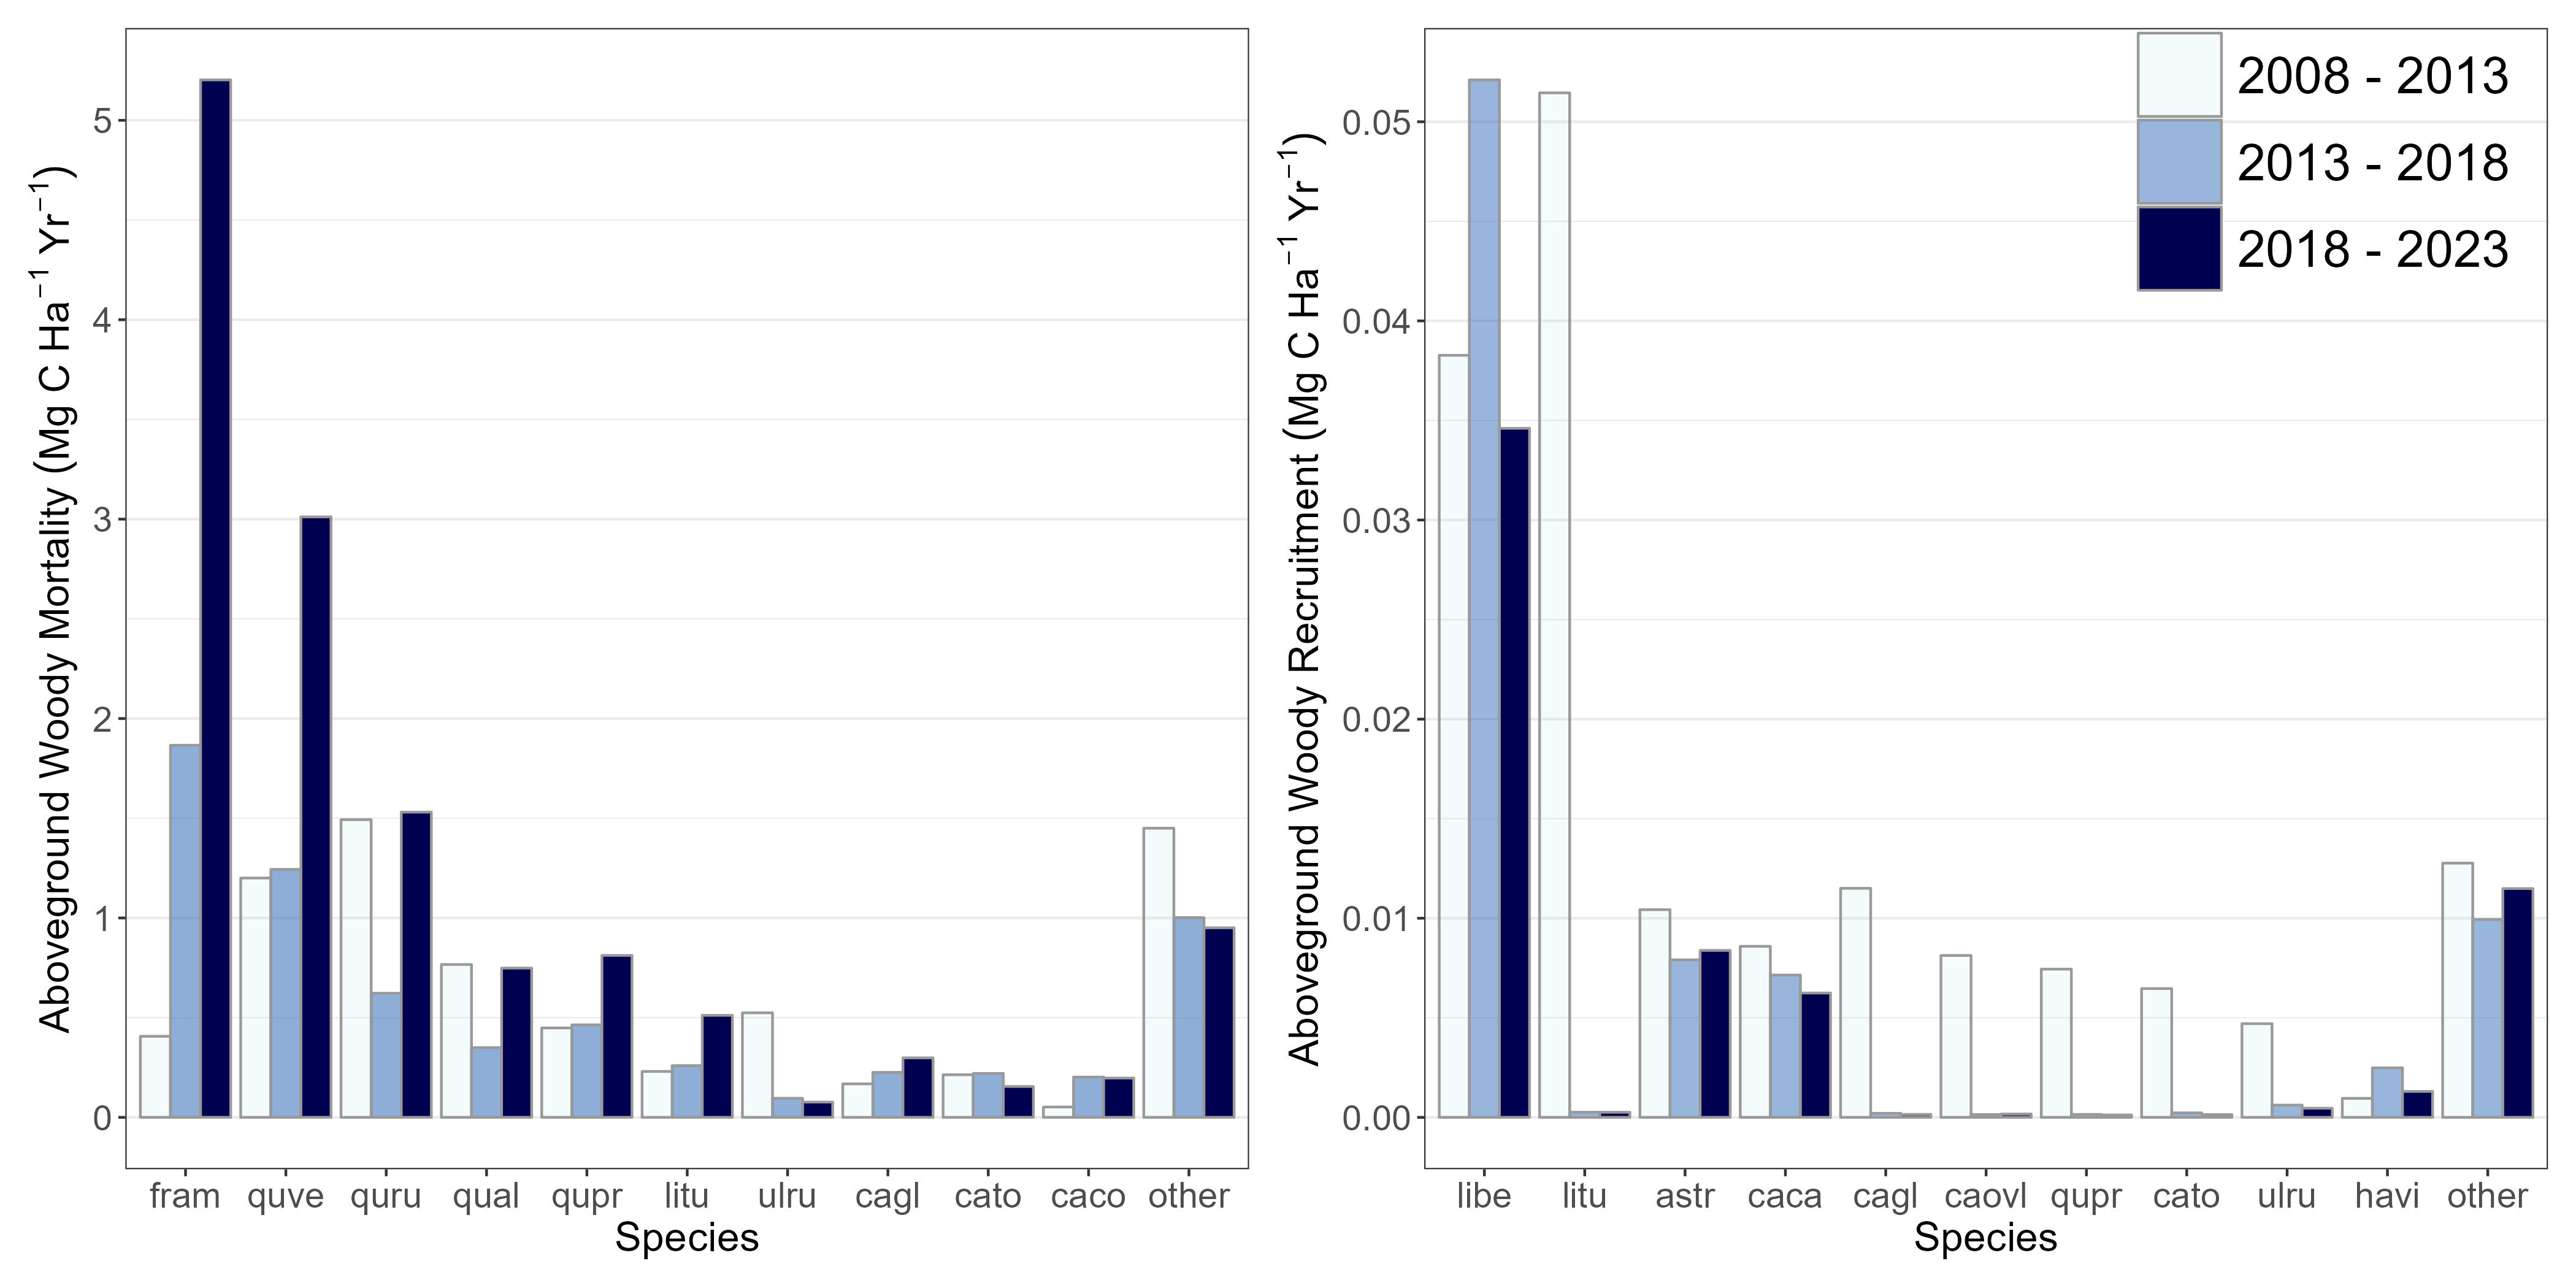 Aboveground Woody Mortality (Mg C Ha⁻¹ Yr⁻¹)
5
4
3
2
1
0
fram quve quru qual qupr litu ulru cagl cato caco other
Species
Aboveground Woody Recruitment (Mg C Ha⁻¹ Yr⁻¹)
0.05
0.04
0.03
0.02
0.01
0.00
libe litu astr caca cagl caovl qupr cato ulru havi other
Species
2008 - 2013
2013 - 2018
2018 - 2023